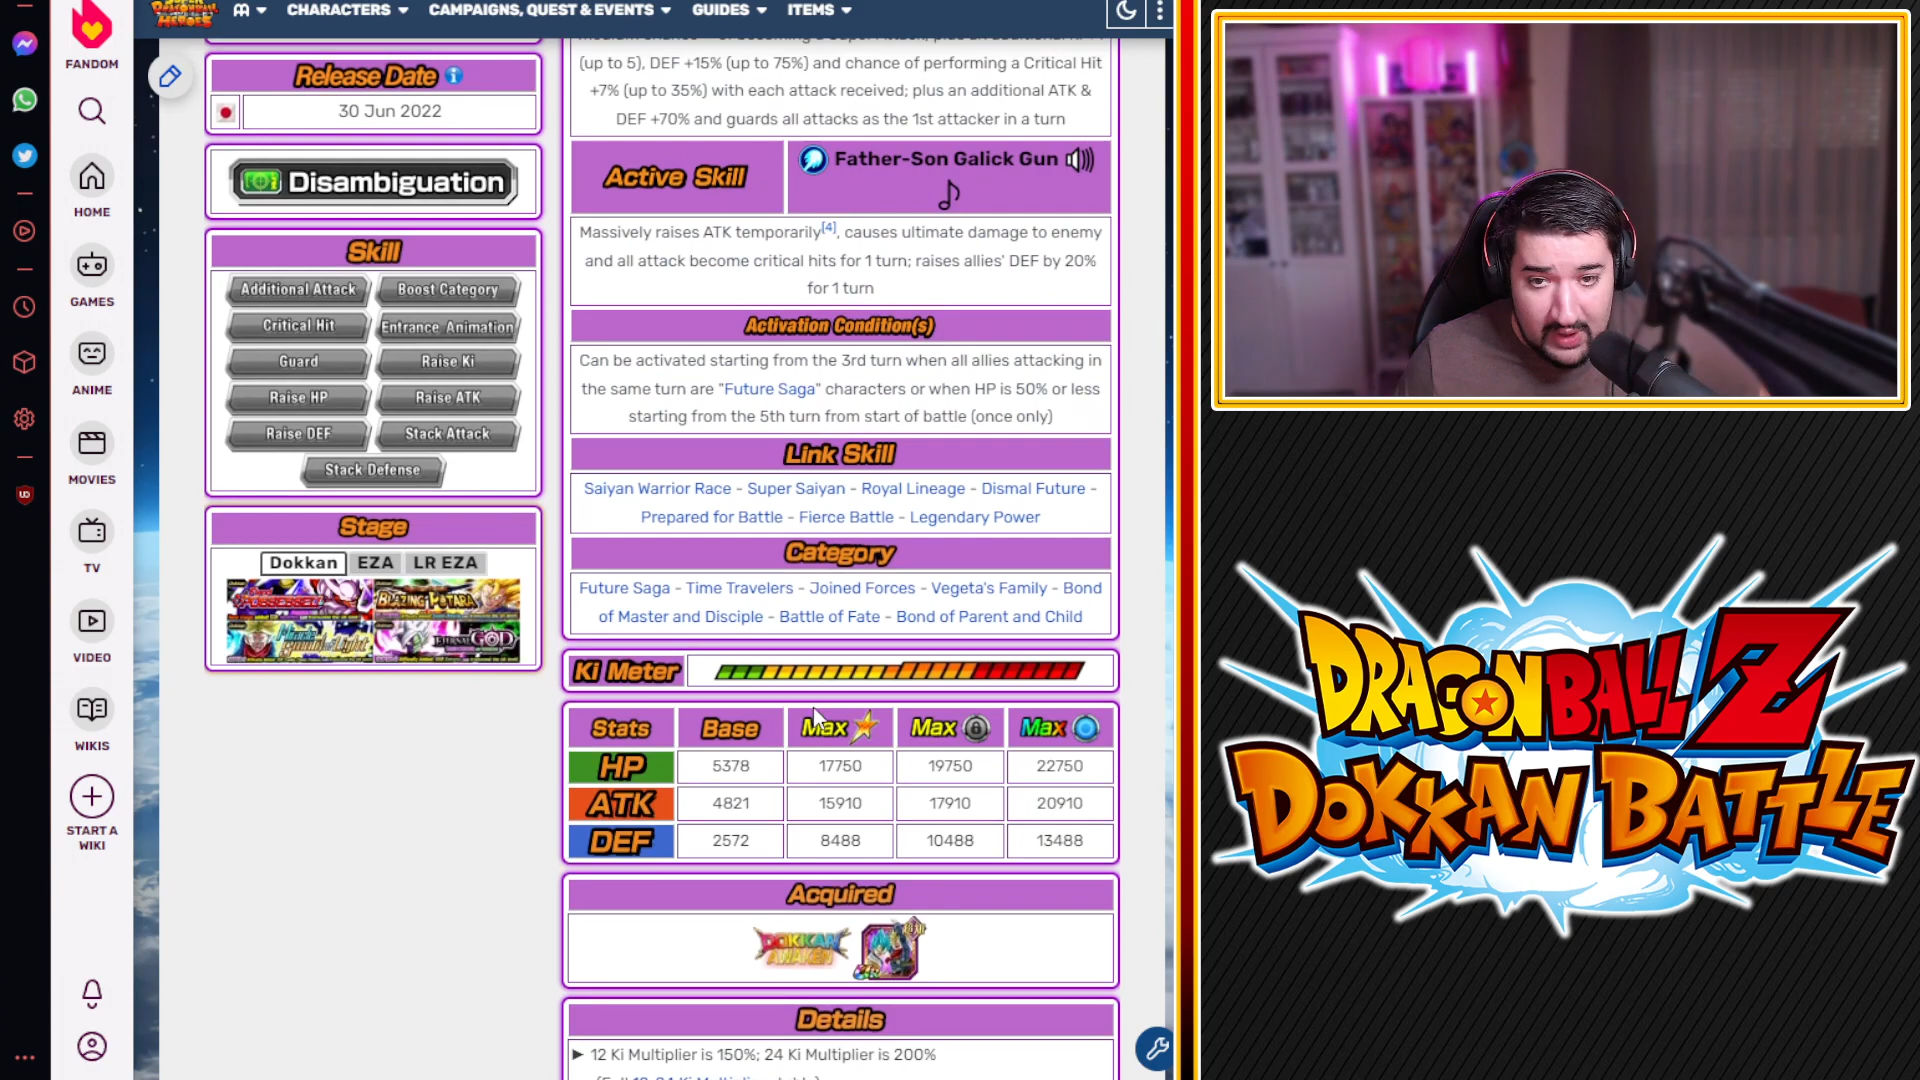 FANDOM
HOME
GAMES
ANIME
MOVIES
TV
VIDEO
WIKIS
START A
WIKI
CHARACTERS
CAMPAIGNS, QUEST & EVENTS
GUIDES
ITEMS
Release Date
30 Jun 2022
Disambiguation
Skill
Additional Attack
Boost Category
Critical Hit
Entrance Animation
Guard
Raise Ki
Raise HP
Raise ATK
Raise DEF
Stack Attack
Stack Defense
Stage
Dokkan
EZA
LR EZA
(up to 5), DEF +15% (up to 75%) and chance of performing a Critical Hit
+7% (up to 35%) with each attack received; plus an additional ATK &
DEF +70% and guards all attacks as the 1st attacker in a turn
Active Skill
Father-Son Galick Gun
Massively raises ATK temporarily[4], causes ultimate damage to enemy
and all attack become critical hits for 1 turn; raises allies' DEF by 20%
for 1 turn
Activation Condition(s)
Can be activated starting from the 3rd turn when all allies attacking in
the same turn are "Future Saga" characters or when HP is 50% or less
starting from the 5th turn from start of battle (once only)
Link Skill
Saiyan Warrior Race - Super Saiyan - Royal Lineage - Dismal Future -
Prepared for Battle - Fierce Battle - Legendary Power
Category
Future Saga - Time Travelers - Joined Forces - Vegeta's Family - Bond
of Master and Disciple - Battle of Fate - Bond of Parent and Child
Ki Meter
Stats Base Max Max Max
HP 5378 17750 19750 22750
ATK 4821 15910 17910 20910
DEF 2572 8488 10488 13488
Acquired
DOKKAN
AWAKEN
Details
► 12 Ki Multiplier is 150%; 24 Ki Multiplier is 200%
DRAGONBALL Z
DOKKAN BATTLE